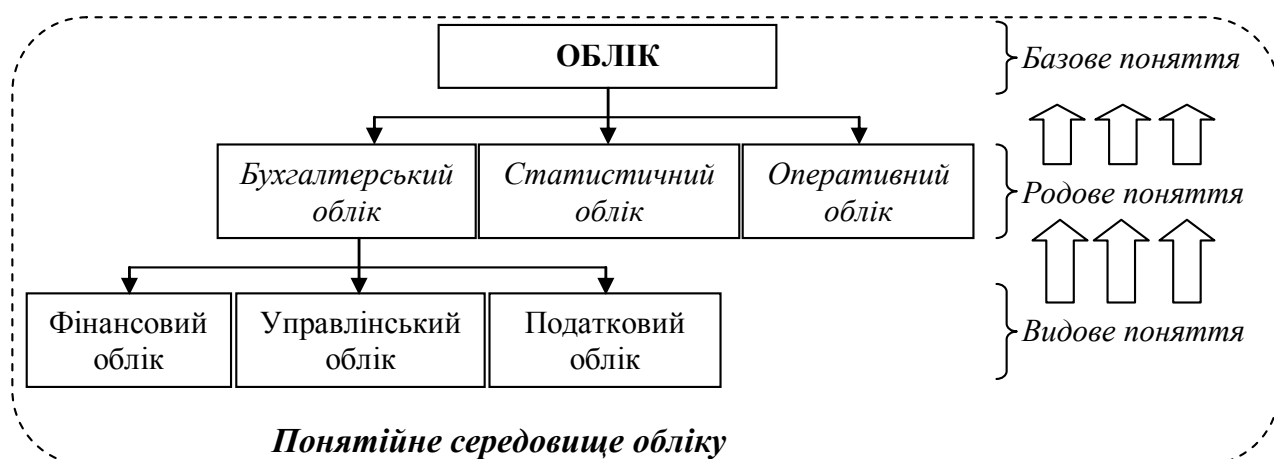 ОБЛІК
Базове поняття
Бухгалтерський
облік
Статистичний
облік
Оперативний
облік
Родове поняття
Фінансовий
облік
Управлінський
облік
Податковий
облік
Видове поняття
Понятійне середовище обліку